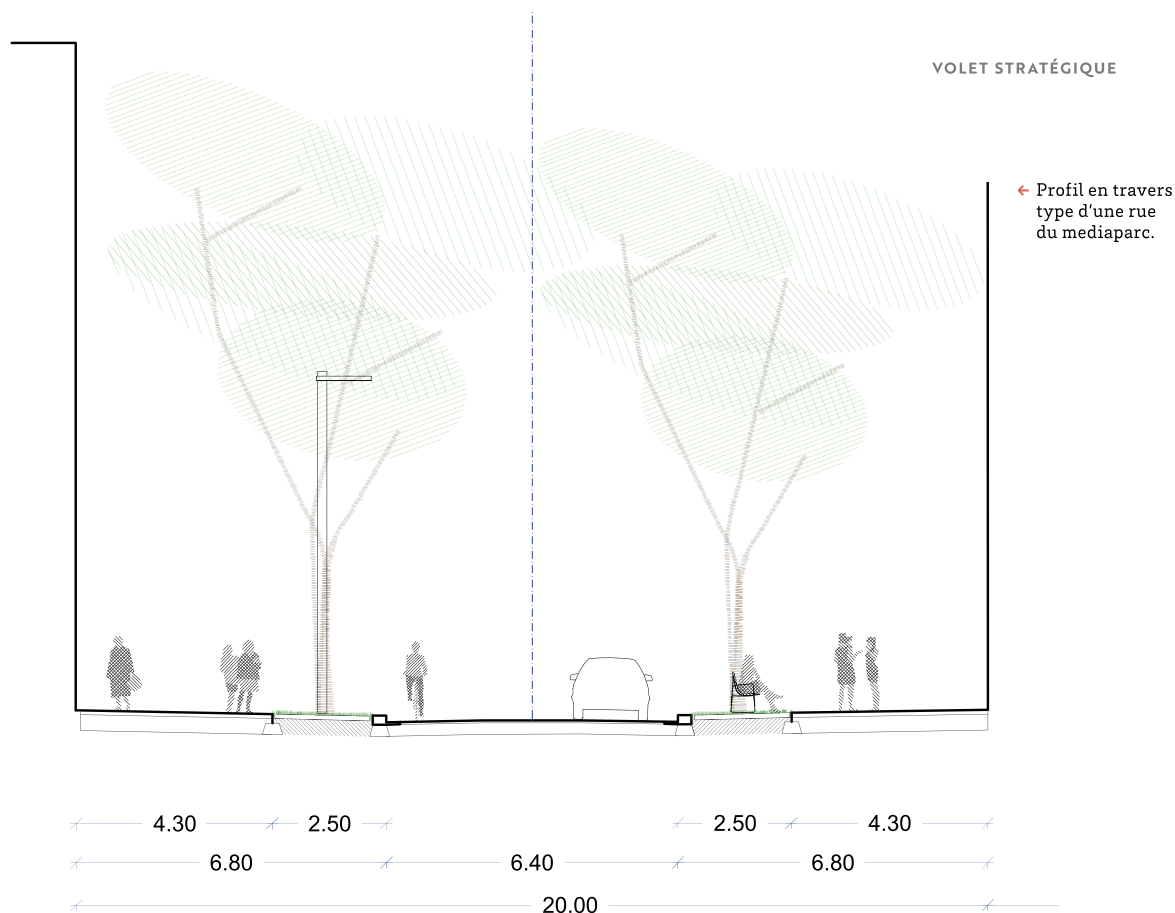 VOLET STRATÉGIQUE
← Profil en travers
type d'une rue
du mediaparc.
4.30 2.50 2.50 4.30
6.80 6.40 6.80
20.00